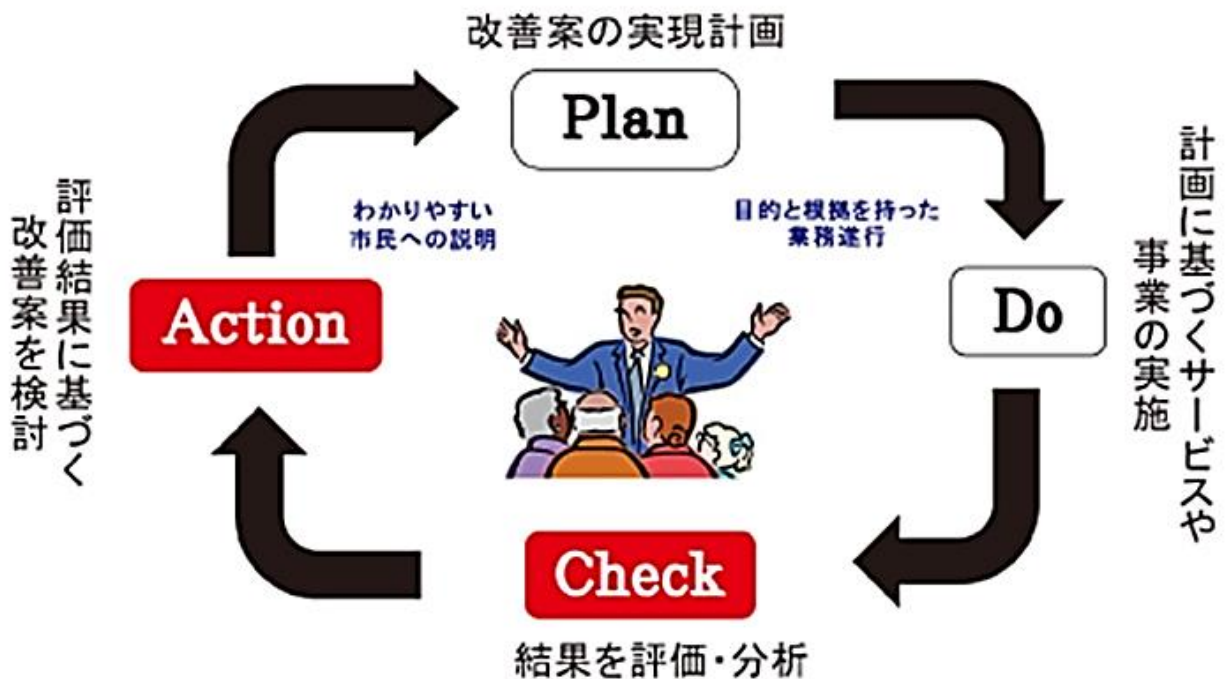 改善案の実現計画
Plan
わかりやすい
市民への説明
目的と根拠を持った
業務遂行
Do
計画に基づくサービスや
事業の実施
Check
結果を評価・分析
Action
評価結果に基づく
改善案を検討